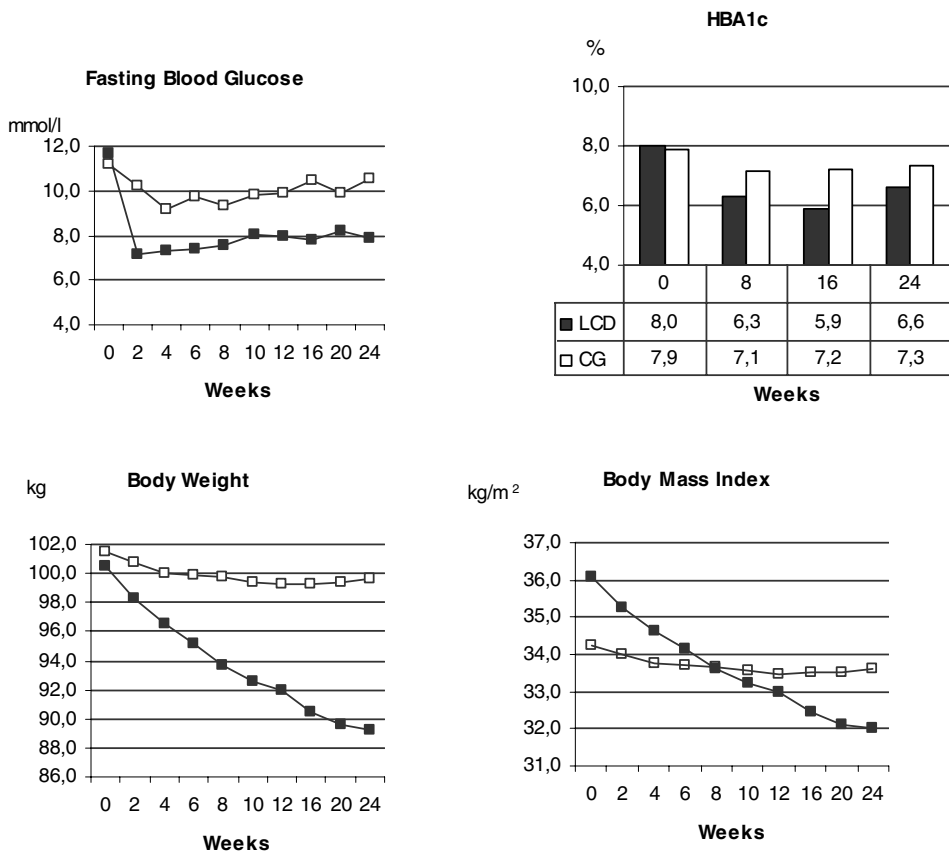 Fasting Blood Glucose
mmol/l
12,0
10,0
8,0
6,0
4,0
0 2 4 6 8 10 12 16 20 24
Weeks
HBA1c
%
10,0
8,0
6,0
4,0
0 8 16 24
LCD 8,0 6,3 5,9 6,6
CG 7,9 7,1 7,2 7,3
Weeks
Body Weight
kg
102,0
100,0
98,0
96,0
94,0
92,0
90,0
88,0
86,0
0 2 4 6 8 10 12 16 20 24
Weeks
Body Mass Index
kg/m²
37,0
36,0
35,0
34,0
33,0
32,0
31,0
0 2 4 6 8 10 12 16 20 24
Weeks